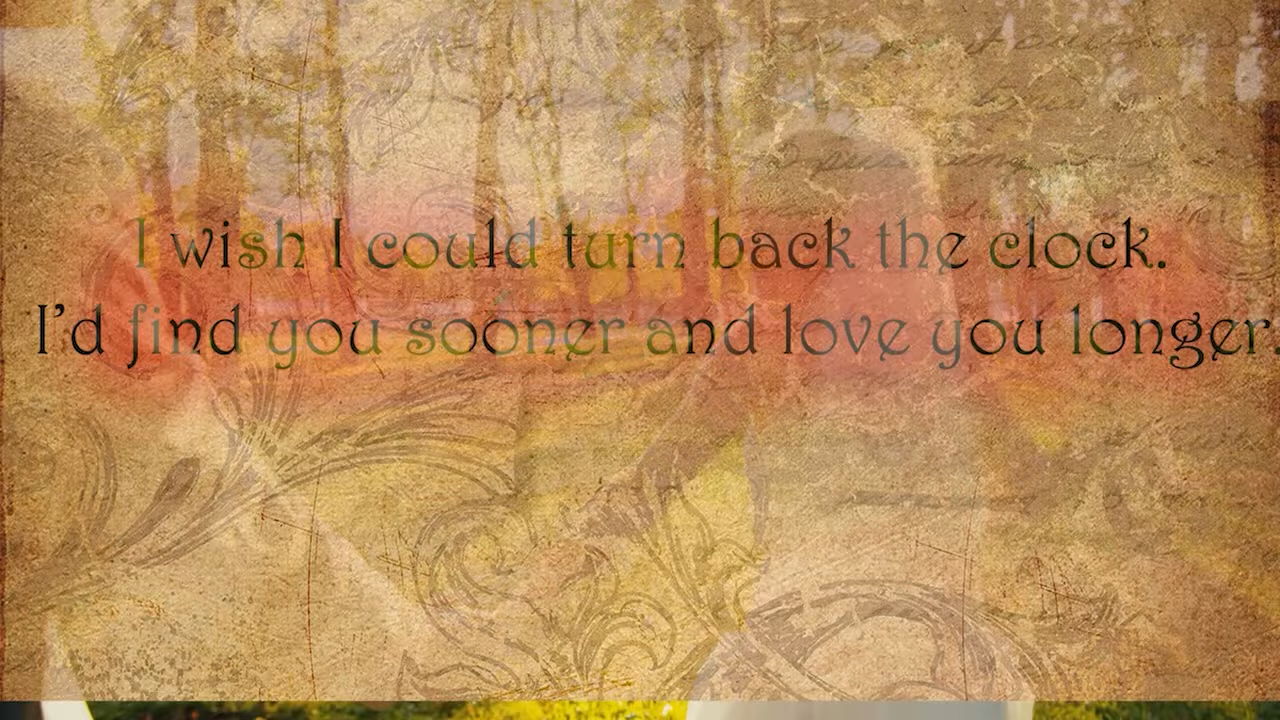 I wish I could turn back the clock.
I'd find you sooner and love you longer.